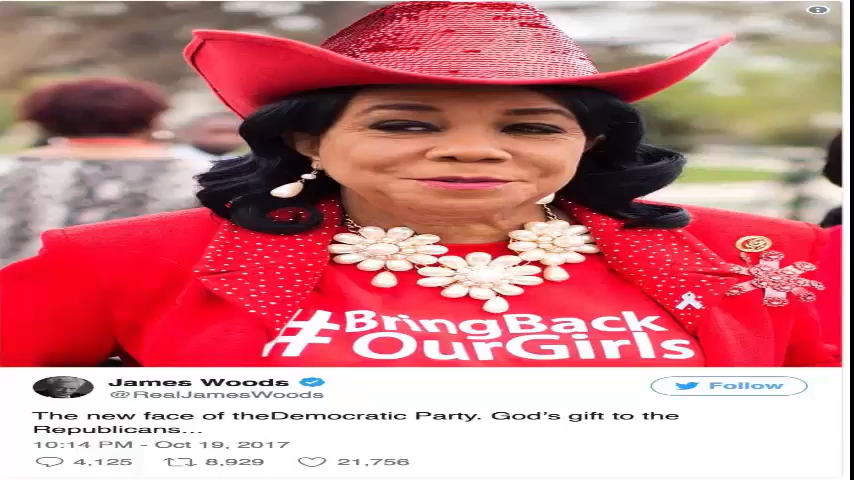 #BringBack
OurGirls
James Woods
@RealJamesWoods
Follow
The new face of theDemocratic Party. God's gift to the
Republicans...
10:14 PM - Oct 19, 2017
4,125 8,929 21,756